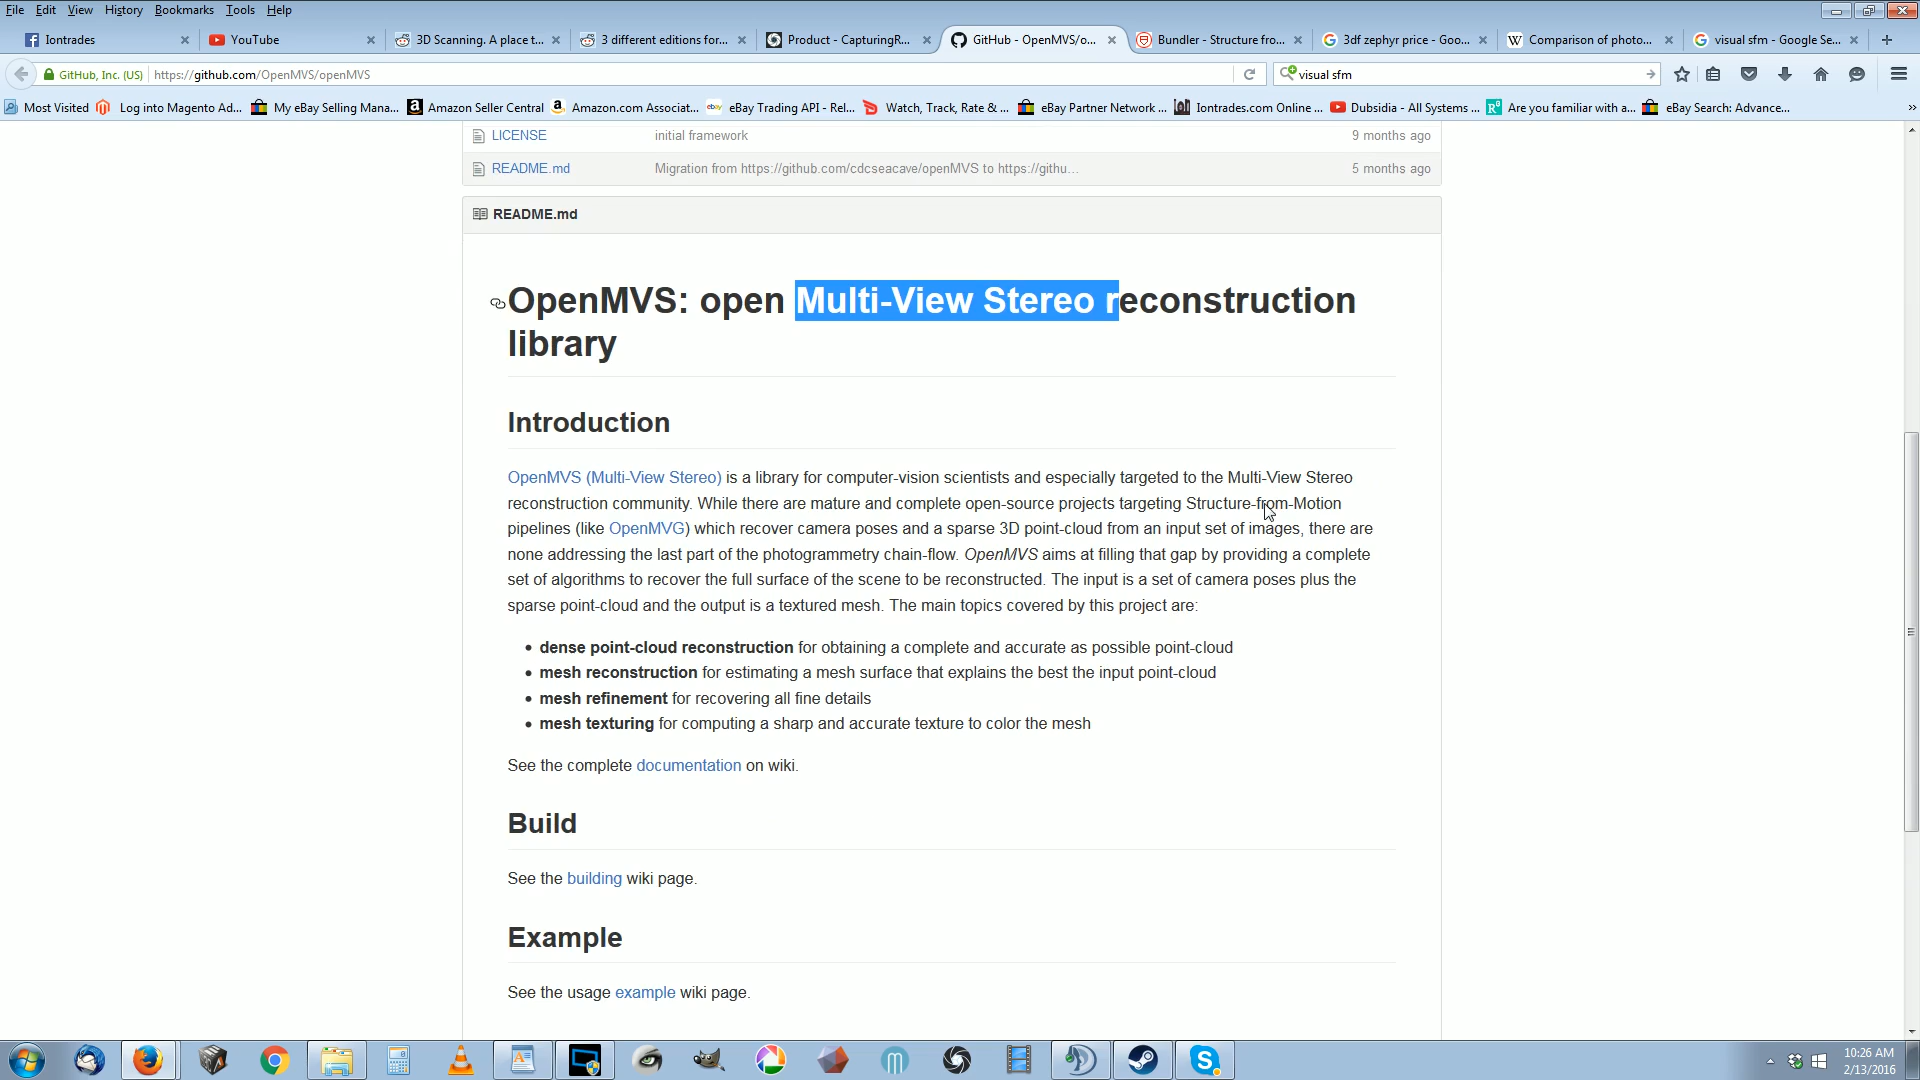 File Edit View History Bookmarks Tools Help
Iontrades YouTube 3D Scanning. A place t... 3 different editions for... Product - CapturingR... GitHub - OpenMVS/o... Bundler - Structure fro... 3df zephyr price - Goo... Comparison of photo... visual sfm - Google Se...
GitHub, Inc. (US) https://github.com/OpenMVS/openMVS visual sfm
Most Visited Log into Magento Ad... My eBay Selling Mana... Amazon Seller Central Amazon.com Associat... eBay Trading API - Rel... Watch, Track, Rate & ... eBay Partner Network ... Iontrades.com Online ... Dubsidia - All Systems ... Are you familiar with a... eBay Search: Advance...
LICENSE initial framework 9 months ago
README.md Migration from https://github.com/cdcseacave/openMVS to https://githu... 5 months ago
README.md
OpenMVS: open Multi-View Stereo reconstruction
library
Introduction
OpenMVS (Multi-View Stereo) is a library for computer-vision scientists and especially targeted to the Multi-View Stereo
reconstruction community. While there are mature and complete open-source projects targeting Structure-from-Motion
pipelines (like OpenMVG) which recover camera poses and a sparse 3D point-cloud from an input set of images, there are
none addressing the last part of the photogrammetry chain-flow. OpenMVS aims at filling that gap by providing a complete
set of algorithms to recover the full surface of the scene to be reconstructed. The input is a set of camera poses plus the
sparse point-cloud and the output is a textured mesh. The main topics covered by this project are:
• dense point-cloud reconstruction for obtaining a complete and accurate as possible point-cloud
• mesh reconstruction for estimating a mesh surface that explains the best the input point-cloud
• mesh refinement for recovering all fine details
• mesh texturing for computing a sharp and accurate texture to color the mesh
See the complete documentation on wiki.
Build
See the building wiki page.
Example
See the usage example wiki page.
10:26 AM
2/13/2016